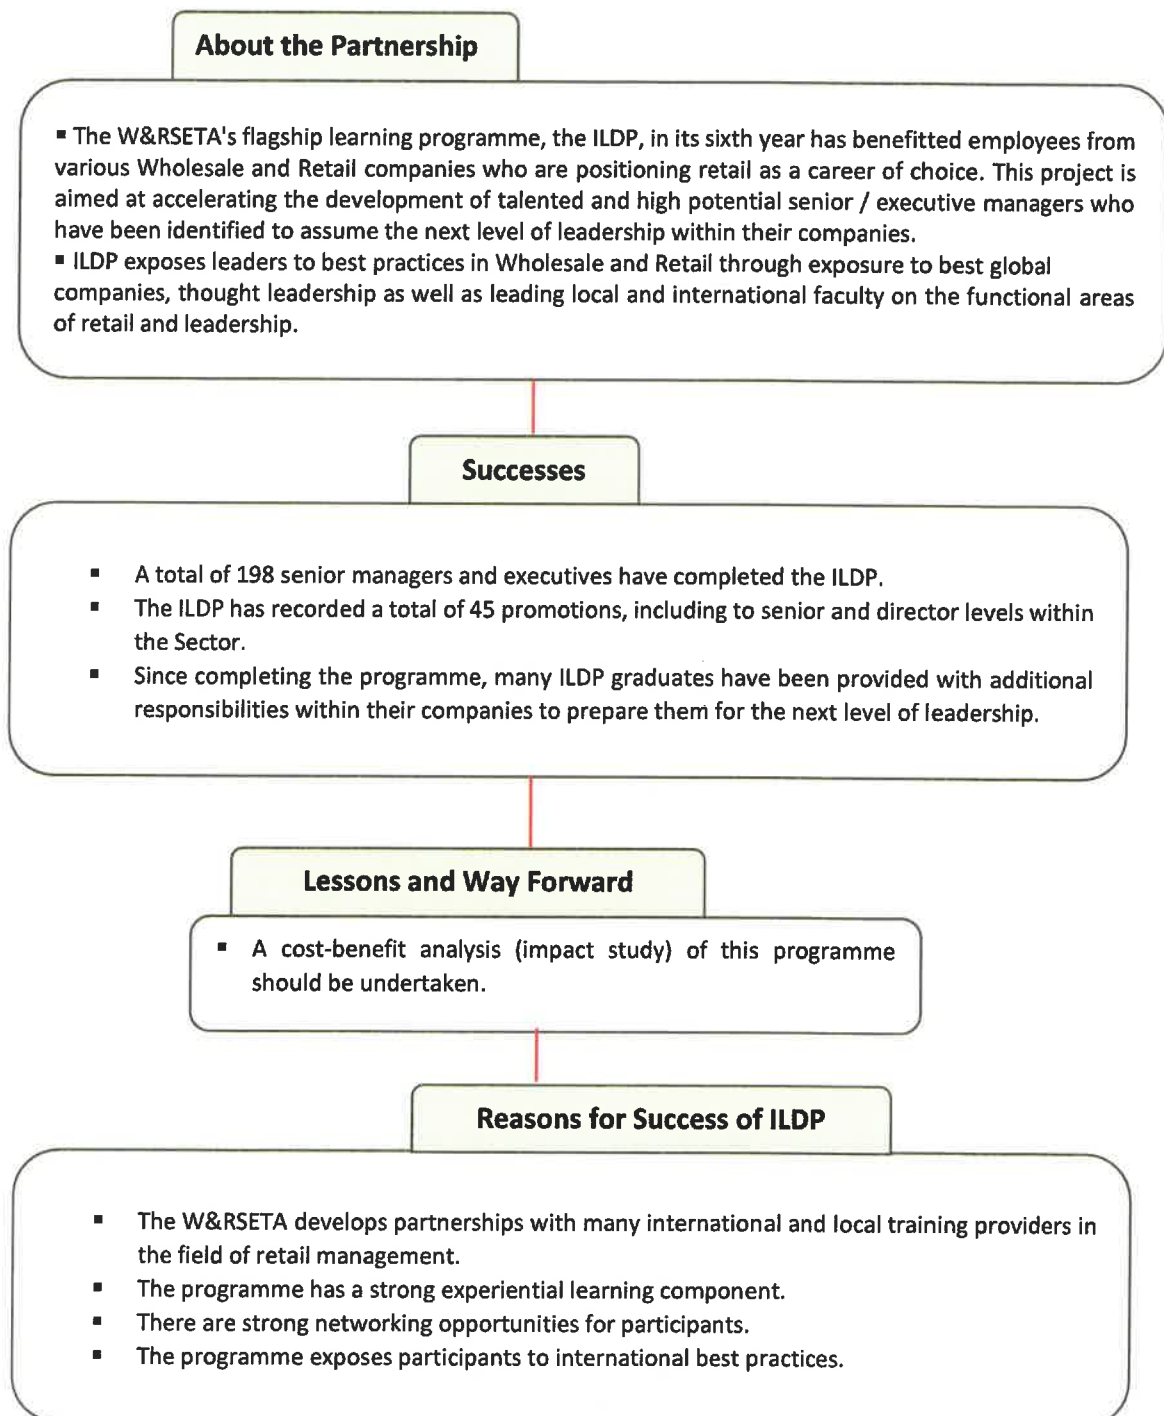 About the Partnership
▪ The W&RSETA's flagship learning programme, the ILDP, in its sixth year has benefitted employees from
various Wholesale and Retail companies who are positioning retail as a career of choice. This project is
aimed at accelerating the development of talented and high potential senior / executive managers who
have been identified to assume the next level of leadership within their companies.
▪ ILDP exposes leaders to best practices in Wholesale and Retail through exposure to best global
companies, thought leadership as well as leading local and international faculty on the functional areas
of retail and leadership.
Successes
▪ A total of 198 senior managers and executives have completed the ILDP.
▪ The ILDP has recorded a total of 45 promotions, including to senior and director levels within
the Sector.
▪ Since completing the programme, many ILDP graduates have been provided with additional
responsibilities within their companies to prepare them for the next level of leadership.
Lessons and Way Forward
▪ A cost-benefit analysis (impact study) of this programme
should be undertaken.
Reasons for Success of ILDP
▪ The W&RSETA develops partnerships with many international and local training providers in
the field of retail management.
▪ The programme has a strong experiential learning component.
▪ There are strong networking opportunities for participants.
▪ The programme exposes participants to international best practices.